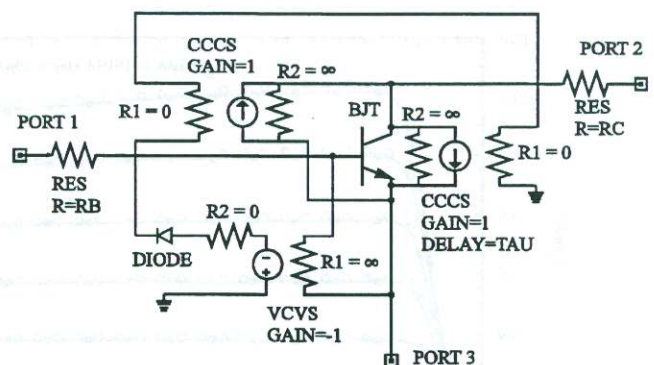 CCCS
GAIN=1
R2 = ∞
PORT 2
R1 = 0
BJT
R2 = ∞
RES
R=RC
PORT 1
RES
R=RB
R1 = 0
CCCS
GAIN=1
DELAY=TAU
R2 = 0
DIODE
R1 = ∞
VCVS
GAIN=-1
PORT 3